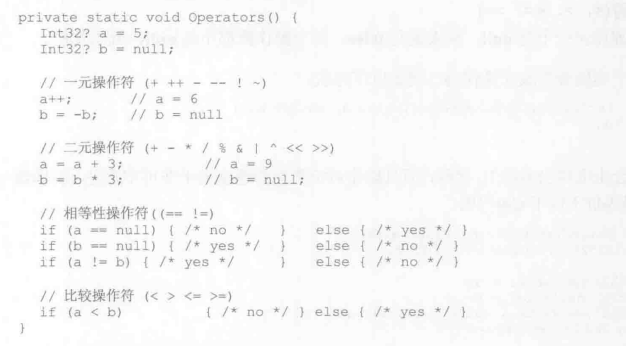 private static void Operators() {
Int32? a = 5;
Int32? b = null;
// 一元操作符 (+ ++ - -- ! ~)
a++; // a = 6
b = -b; // b = null
// 二元操作符 (+ - * / % & | ^ << >>)
a = a + 3; // a = 9
b = b * 3; // b = null;
// 相等性操作符((== !=)
if (a == null) { /* no */ } else { /* yes */ }
if (b == null) { /* yes */ } else { /* no */ }
if (a != b) { /* yes */ } else { /* no */ }
// 比较操作符 (< > <= >=)
if (a < b) { /* no */ } else { /* yes */ }
}